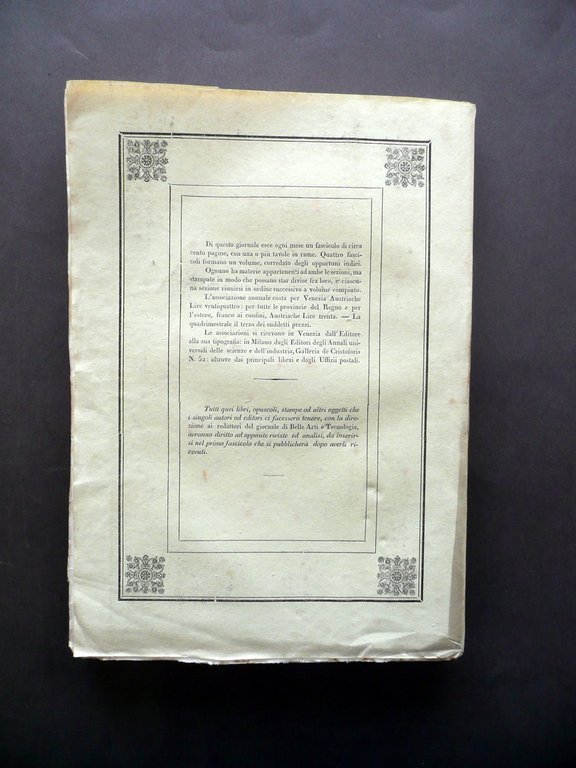 Di questo giornale esce ogni mese un fascicolo di circa
cento pagine, con una o più tavole in rame. Quattro fasci-
coli formano un volume, corredato degli opportuni indici.
Ognuno ha materie appartenenti ad ambe le sezioni, ma
stampate in modo che possano star divise fra loro, e ciascu-
na sezione riunirsi in ordine successivo a volume compouto.
L'associazione annuale costa per Venezia Austriache
Lire ventiquattro: per tutte le provincie del Regno e per
l'estero, franco ai confini, Austriache Lire trenta. — La
quadrimestrale il terzo dei suddetti prezzi.
Le associazioni si ricevono in Venezia dall'Editore
alla sua tipografia: in Milano dagli Editori degli Annali uni-
versali delle scienze e dell'industria, Galleria de Cristoforis
N. 52: altrove dai principali librai e dagli Uffizii postali.
Tutti quei libri, opuscoli, stampe od altri oggetti che
i singoli autori od editori ci facessero tenere, con la dire-
zione ai redattori del giornale di Belle Arti e Tecnologia,
avranno diritto ad apposite riviste ed analisi, da inserir-
si nel primo fascicolo che si pubblicherà dopo averli ri-
cevuti.